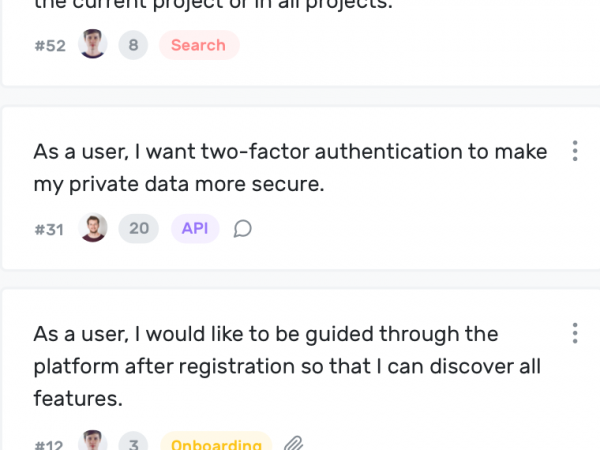 the current project or in all projects.
#52 8 Search
As a user, I want two-factor authentication to make
my private data more secure.
#31 20 API
As a user, I would like to be guided through the
platform after registration so that I can discover all
features.
#12 3 Onboarding